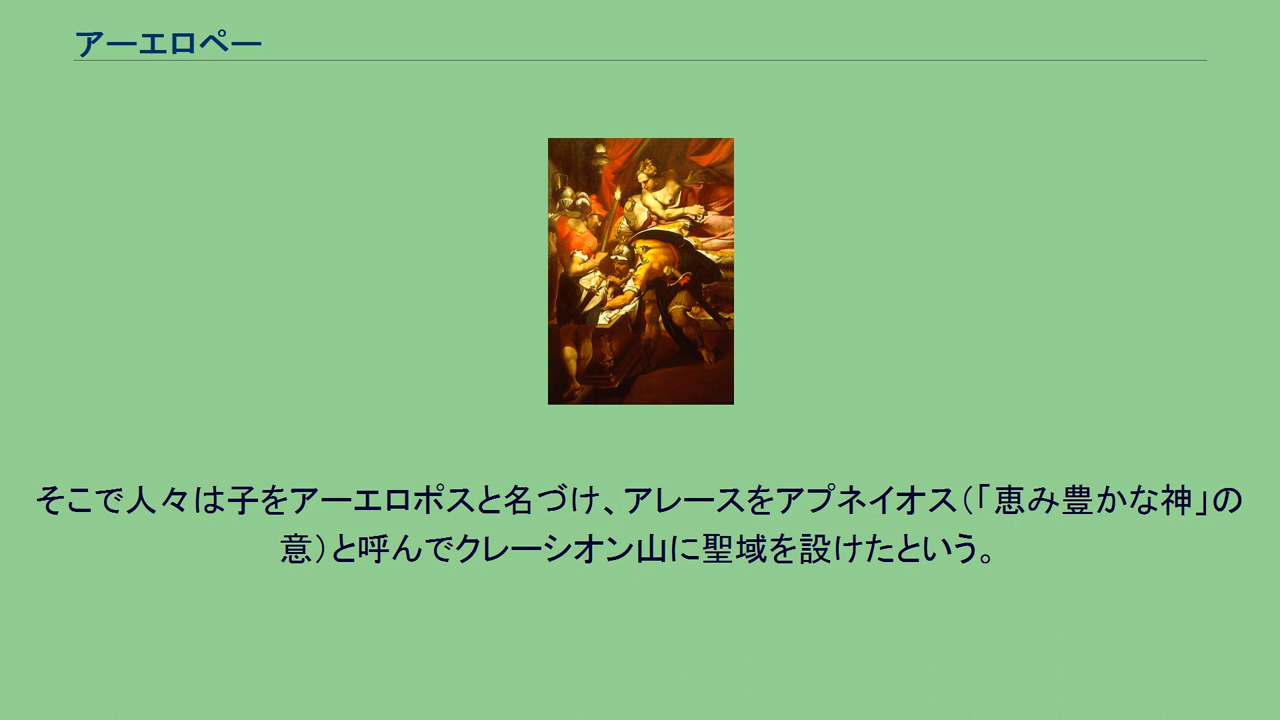 アーエロペー
そこで人々は子をアーエロポスと名づけ、アレースをアプネイオス(「恵み豊かな神」の
意)と呼んでクレーシオン山に聖域を設けたという。